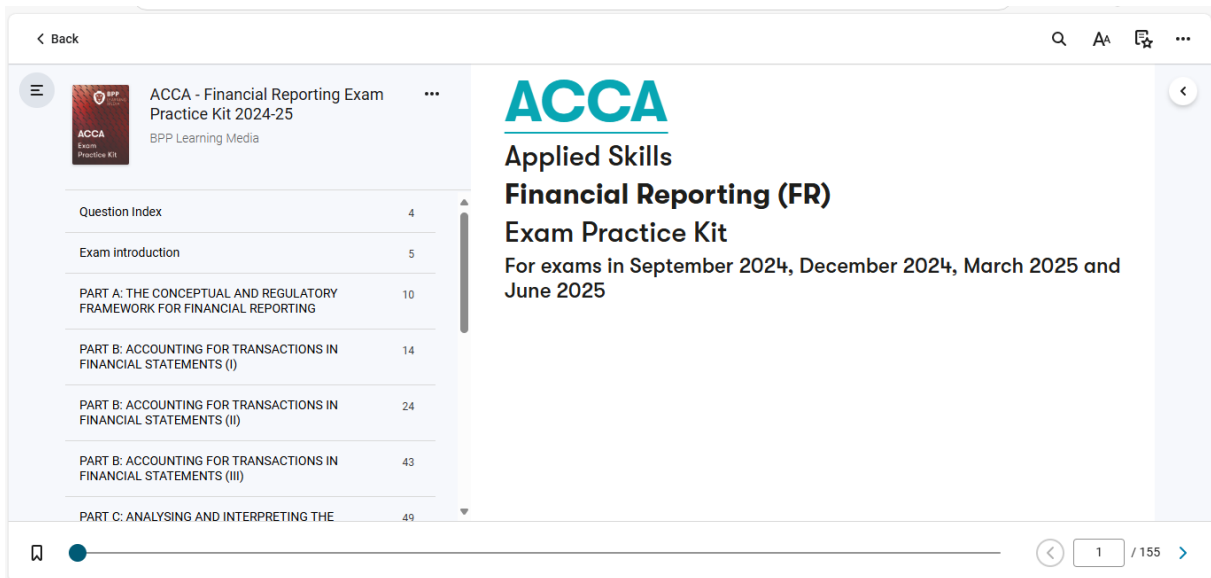 Back
ACCA - Financial Reporting Exam
Practice Kit 2024-25
BPP Learning Media
BPP
ACCA
Exam
Practice Kit
Question Index 4
Exam introduction 5
PART A: THE CONCEPTUAL AND REGULATORY 10
FRAMEWORK FOR FINANCIAL REPORTING
PART B: ACCOUNTING FOR TRANSACTIONS IN 14
FINANCIAL STATEMENTS (I)
PART B: ACCOUNTING FOR TRANSACTIONS IN 24
FINANCIAL STATEMENTS (II)
PART B: ACCOUNTING FOR TRANSACTIONS IN 43
FINANCIAL STATEMENTS (III)
PART C: ANALYSING AND INTERPRETING THE 49
ACCA
Applied Skills
Financial Reporting (FR)
Exam Practice Kit
For exams in September 2024, December 2024, March 2025 and
June 2025
1 / 155